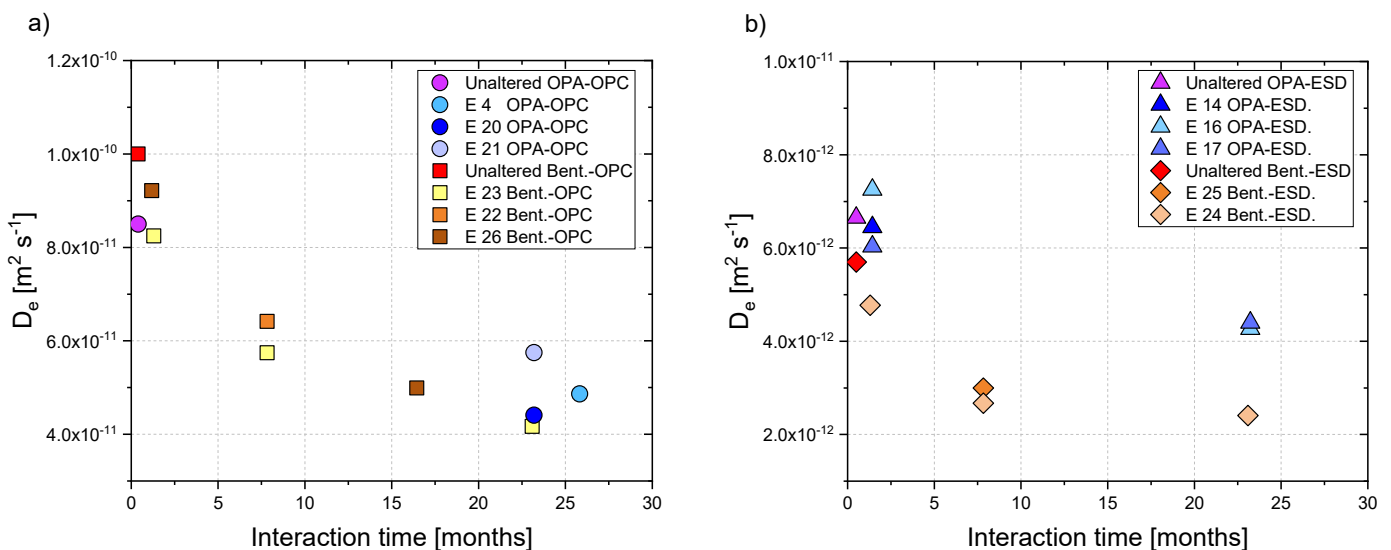 a)
1.2x10⁻¹⁰
1.0x10⁻¹⁰
8.0x10⁻¹¹
6.0x10⁻¹¹
4.0x10⁻¹¹
Dₑ [m² s⁻¹]
0 5 10 15 20 25 30
Interaction time [months]
Unaltered OPA-OPC
E 4 OPA-OPC
E 20 OPA-OPC
E 21 OPA-OPC
Unaltered Bent.-OPC
E 23 Bent.-OPC
E 22 Bent.-OPC
E 26 Bent.-OPC
b)
1.0x10⁻¹¹
8.0x10⁻¹²
6.0x10⁻¹²
4.0x10⁻¹²
2.0x10⁻¹²
Dₑ [m² s⁻¹]
0 5 10 15 20 25 30
Interaction time [months]
Unaltered OPA-ESD
E 14 OPA-ESD.
E 16 OPA-ESD.
E 17 OPA-ESD.
Unaltered Bent.-ESD
E 25 Bent.-ESD.
E 24 Bent.-ESD.